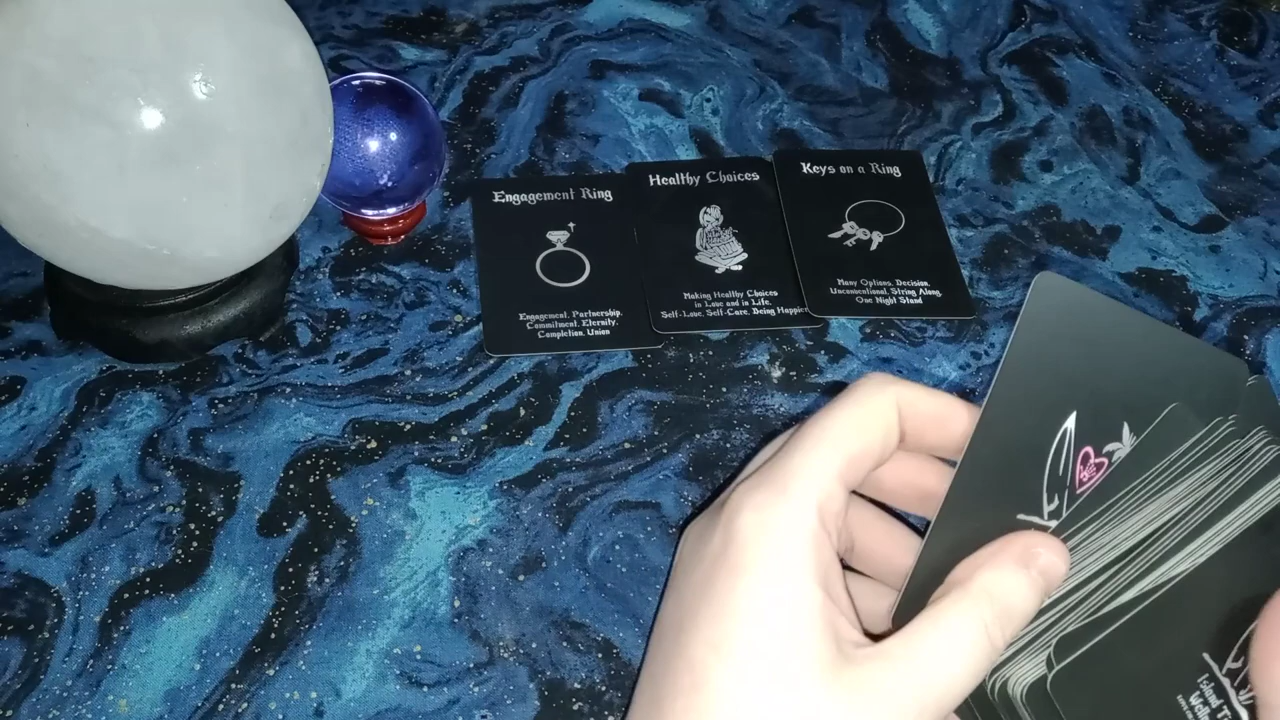 Engagement Ring
Engagement, Partnership,
Commitment, Eternity,
Completion, Union
Healthy Choices
Making Healthy Choices
in Love and in Life.
Self-Love, Self-Care, Being Happier
Keys on a Ring
Many Options, Decision,
Unconventional, String Along,
One Night Stand
Island